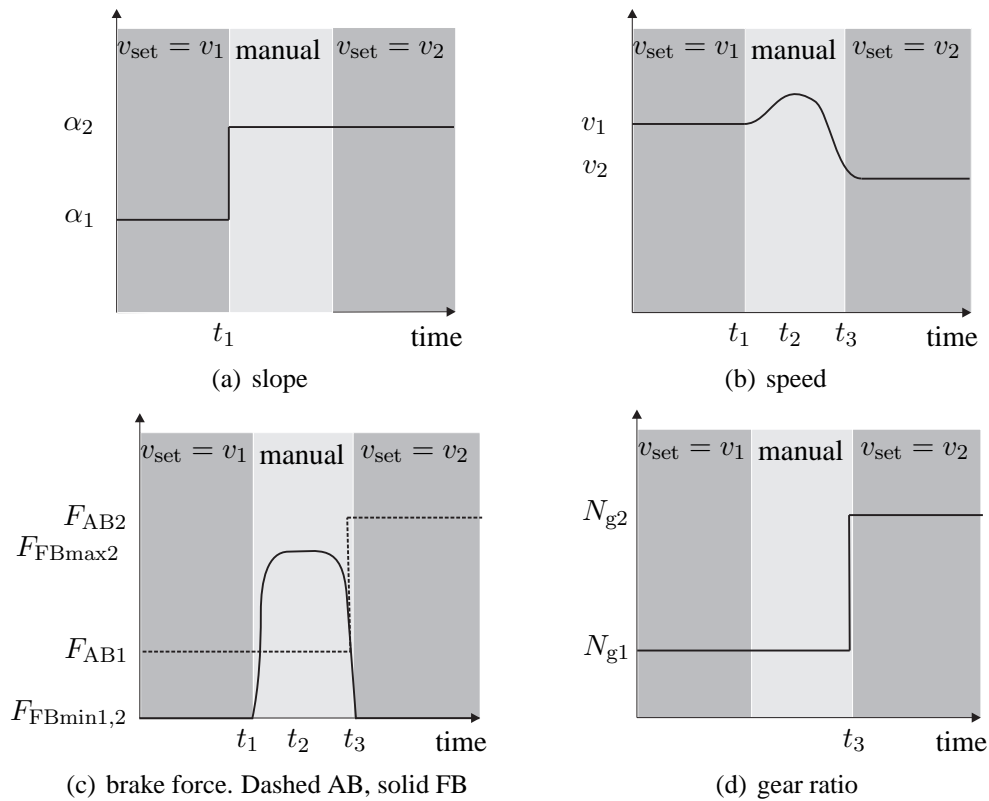 v_set = v_1 manual v_set = v_2
α_2
α_1
t_1
time
(a) slope
v_set = v_1 manual v_set = v_2
v_1
v_2
t_1 t_2 t_3
time
(b) speed
v_set = v_1 manual v_set = v_2
F_AB2
F_FBmax2
F_AB1
F_FBmin1,2
t_1 t_2 t_3 time
(c) brake force. Dashed AB, solid FB
v_set = v_1 manual v_set = v_2
N_g2
N_g1
t_3 time
(d) gear ratio